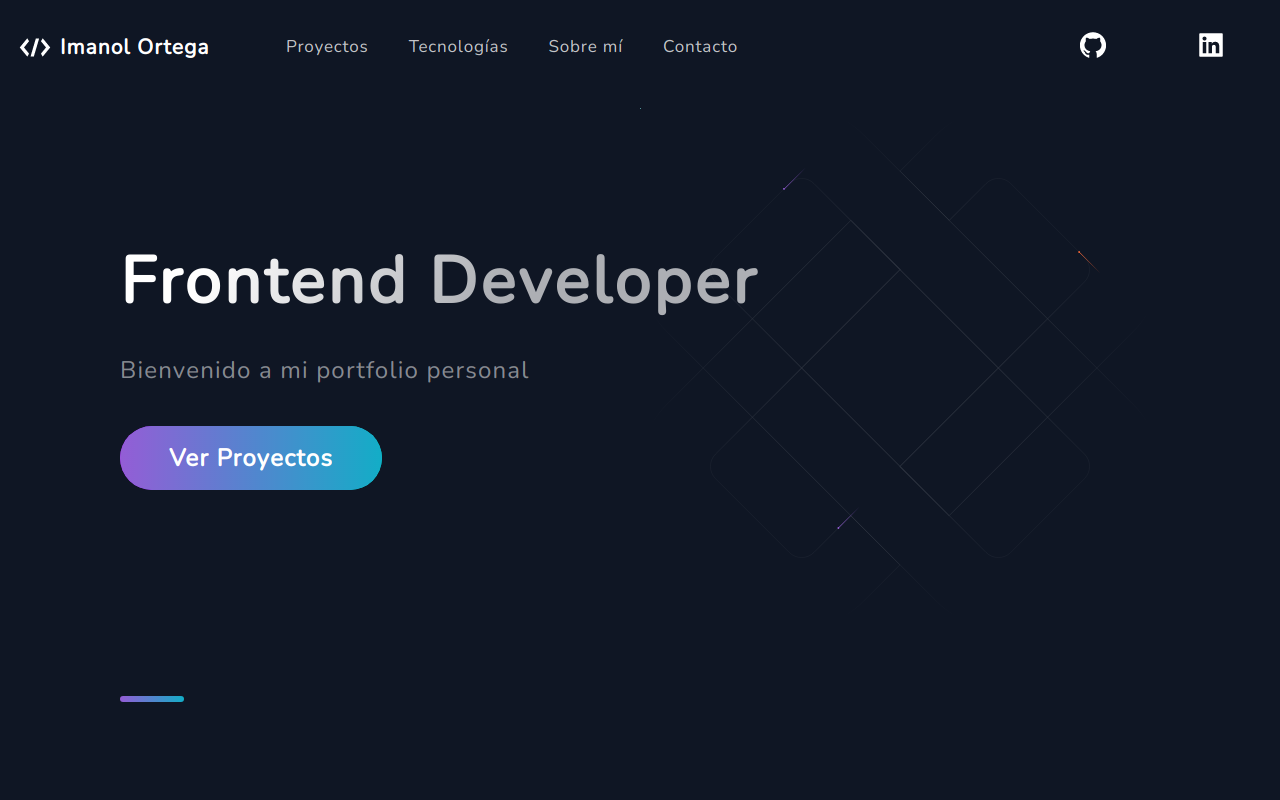 Imanol Ortega
Proyectos
Tecnologías
Sobre mí
Contacto
Frontend Developer
Bienvenido a mi portfolio personal
Ver Proyectos